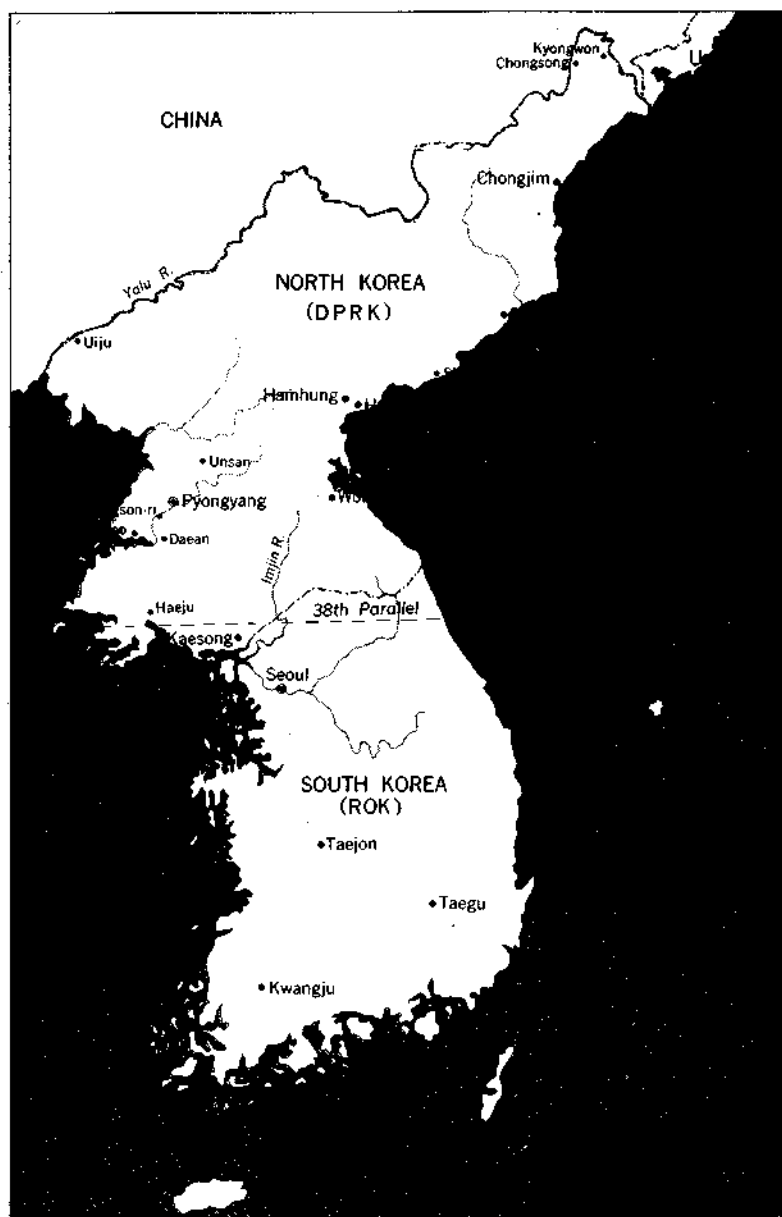 Kyongwon
Chongsong
CHINA
Chongjim
Yalu R.
NORTH KOREA
(DPRK)
Uiju
Hamhung
Unsan
Pyongyang
Daean
Imjin R.
Haeju
38th Parallel
Kaesong
Seoul
SOUTH KOREA
(ROK)
Taejon
Taegu
Kwangju